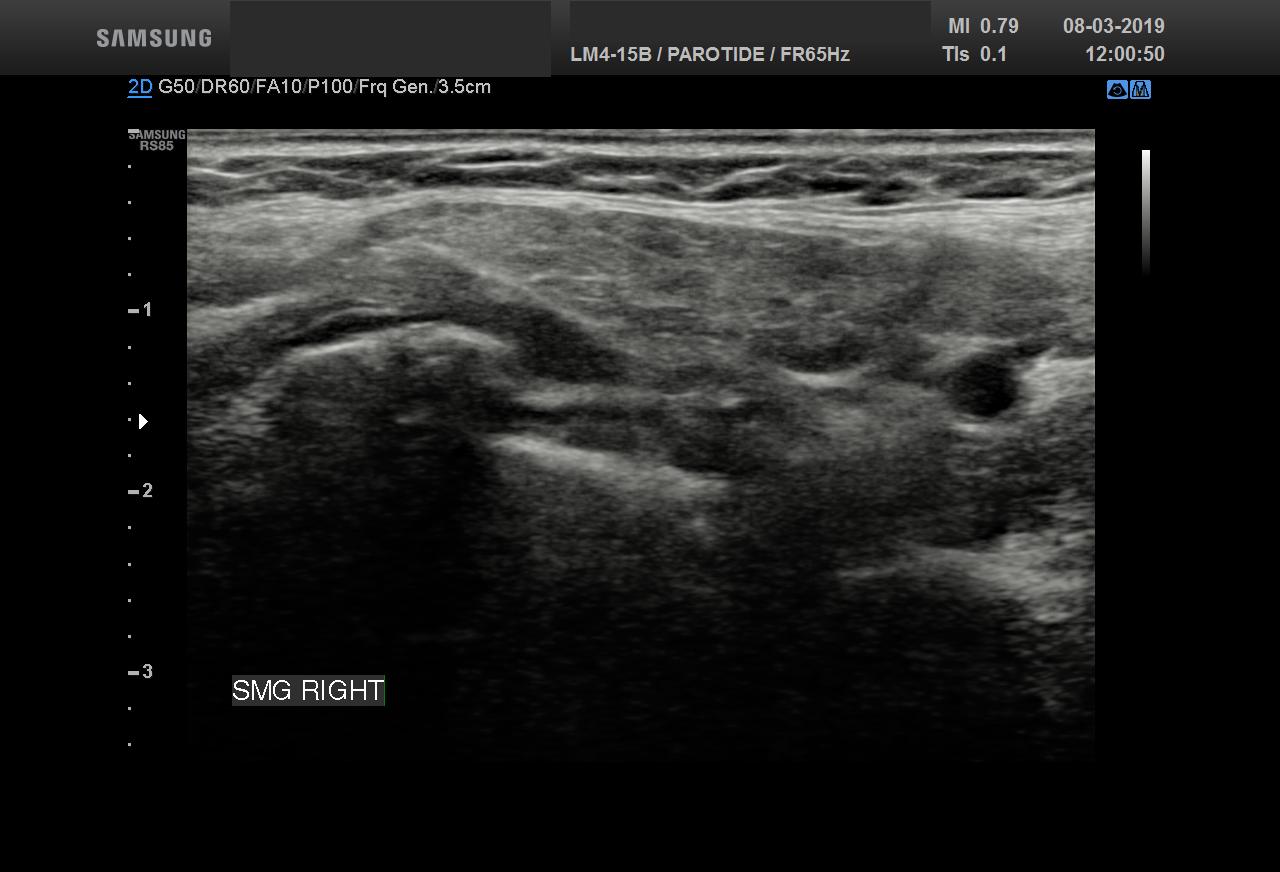 SAMSUNG
MI 0.79
08-03-2019
LM4-15B / PAROTIDE / FR65Hz
TIs 0.1
12:00:50
2D G50/DR60/FA10/P100/Frq Gen./3.5cm
SAMSUNG
RS85
1
2
3
SMG RIGHT